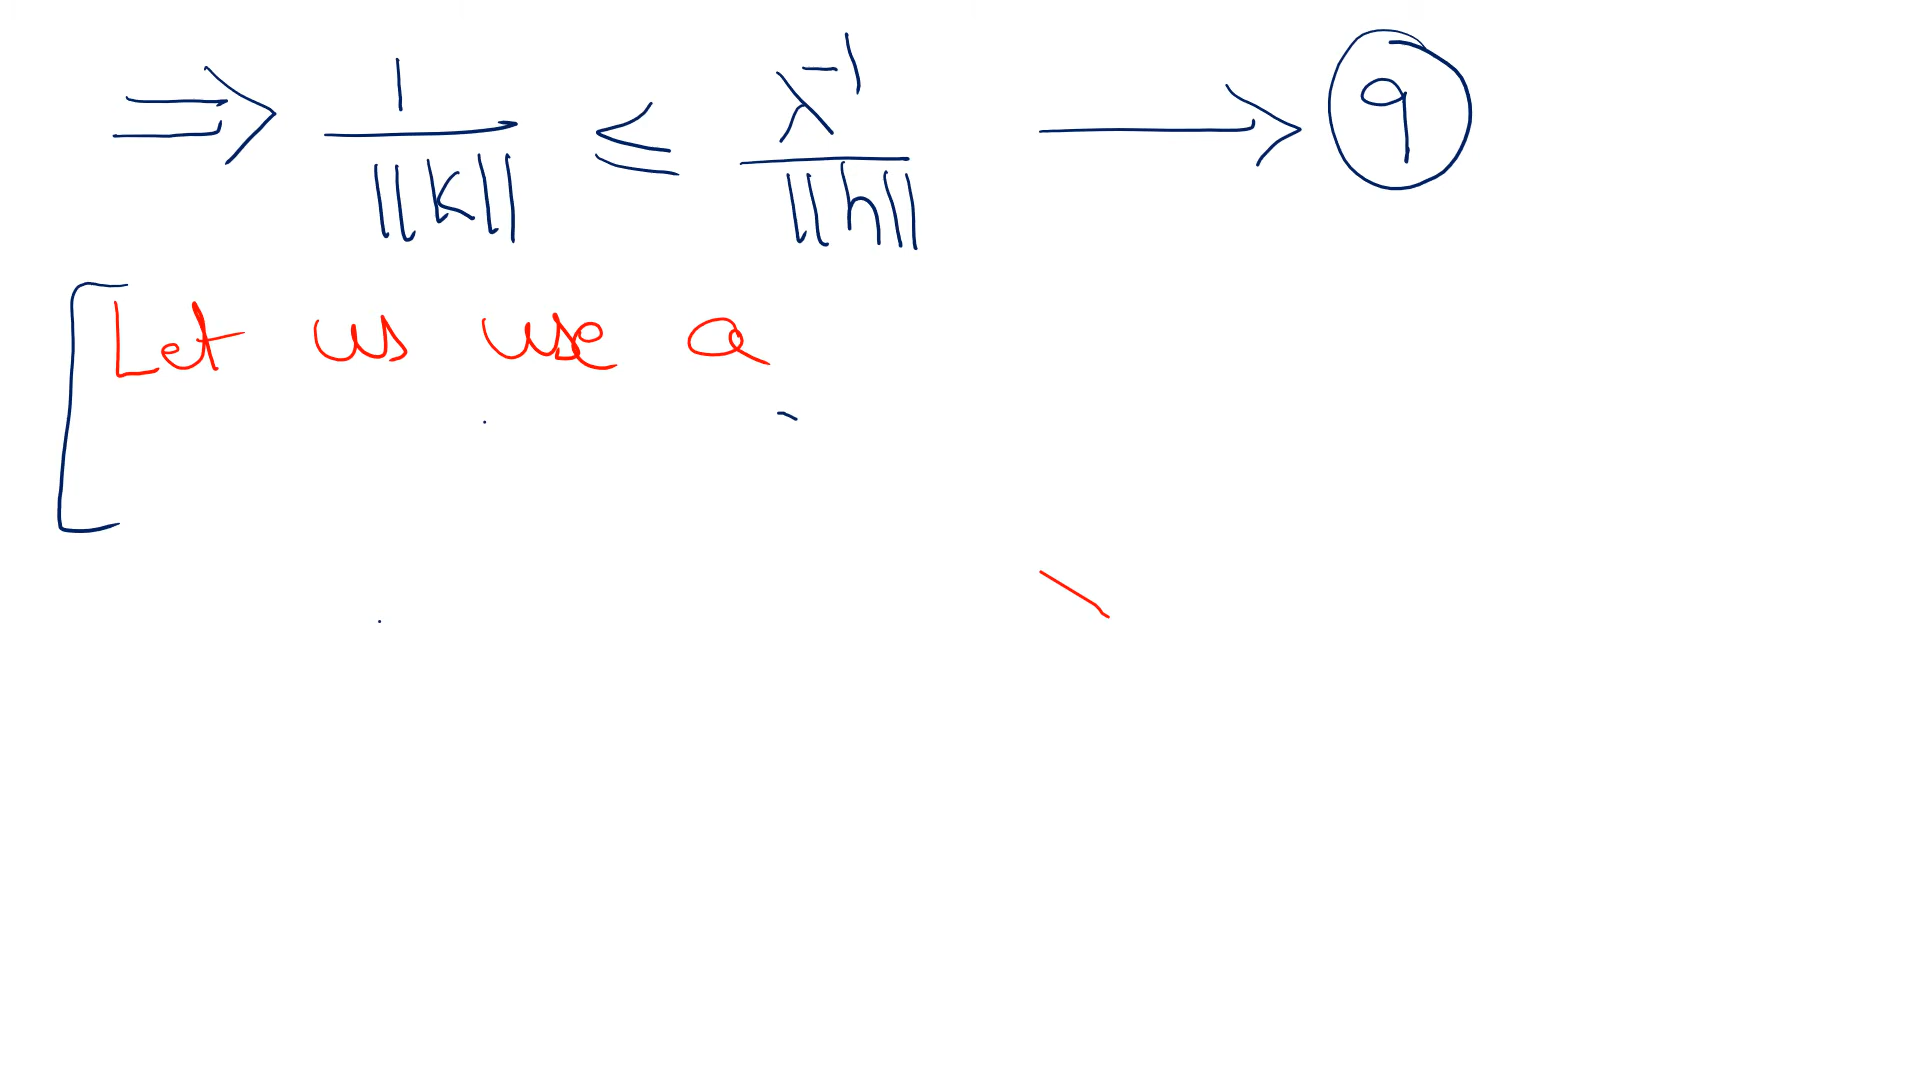 ⇒ 1/||k|| ≤ λ⁻¹/||h|| → 9
Let us use a